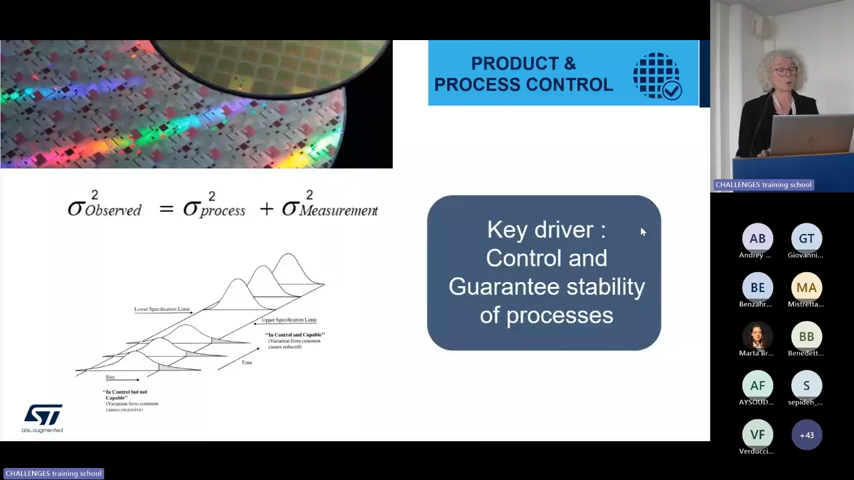 PRODUCT &
PROCESS CONTROL
σ²Observed = σ²process + σ²Measurement
Key driver :
Control and
Guarantee stability
of processes
Lower Specification Limit
Upper Specification Limit
"In Control and Capable"
(Variation from common
causes reduced)
Time
Size
"In Control but not
Capable"
(Variation from common
causes excessive)
ST
life.augmented
CHALLENGES training school
AB
Andrey ...
GT
Giovanni...
BE
Benzahr...
MA
Mistretta...
Marta Br...
BB
Benedett...
AF
AYSOUD...
S
sepideh_...
VF
Verducci...
+43
CHALLENGES training school